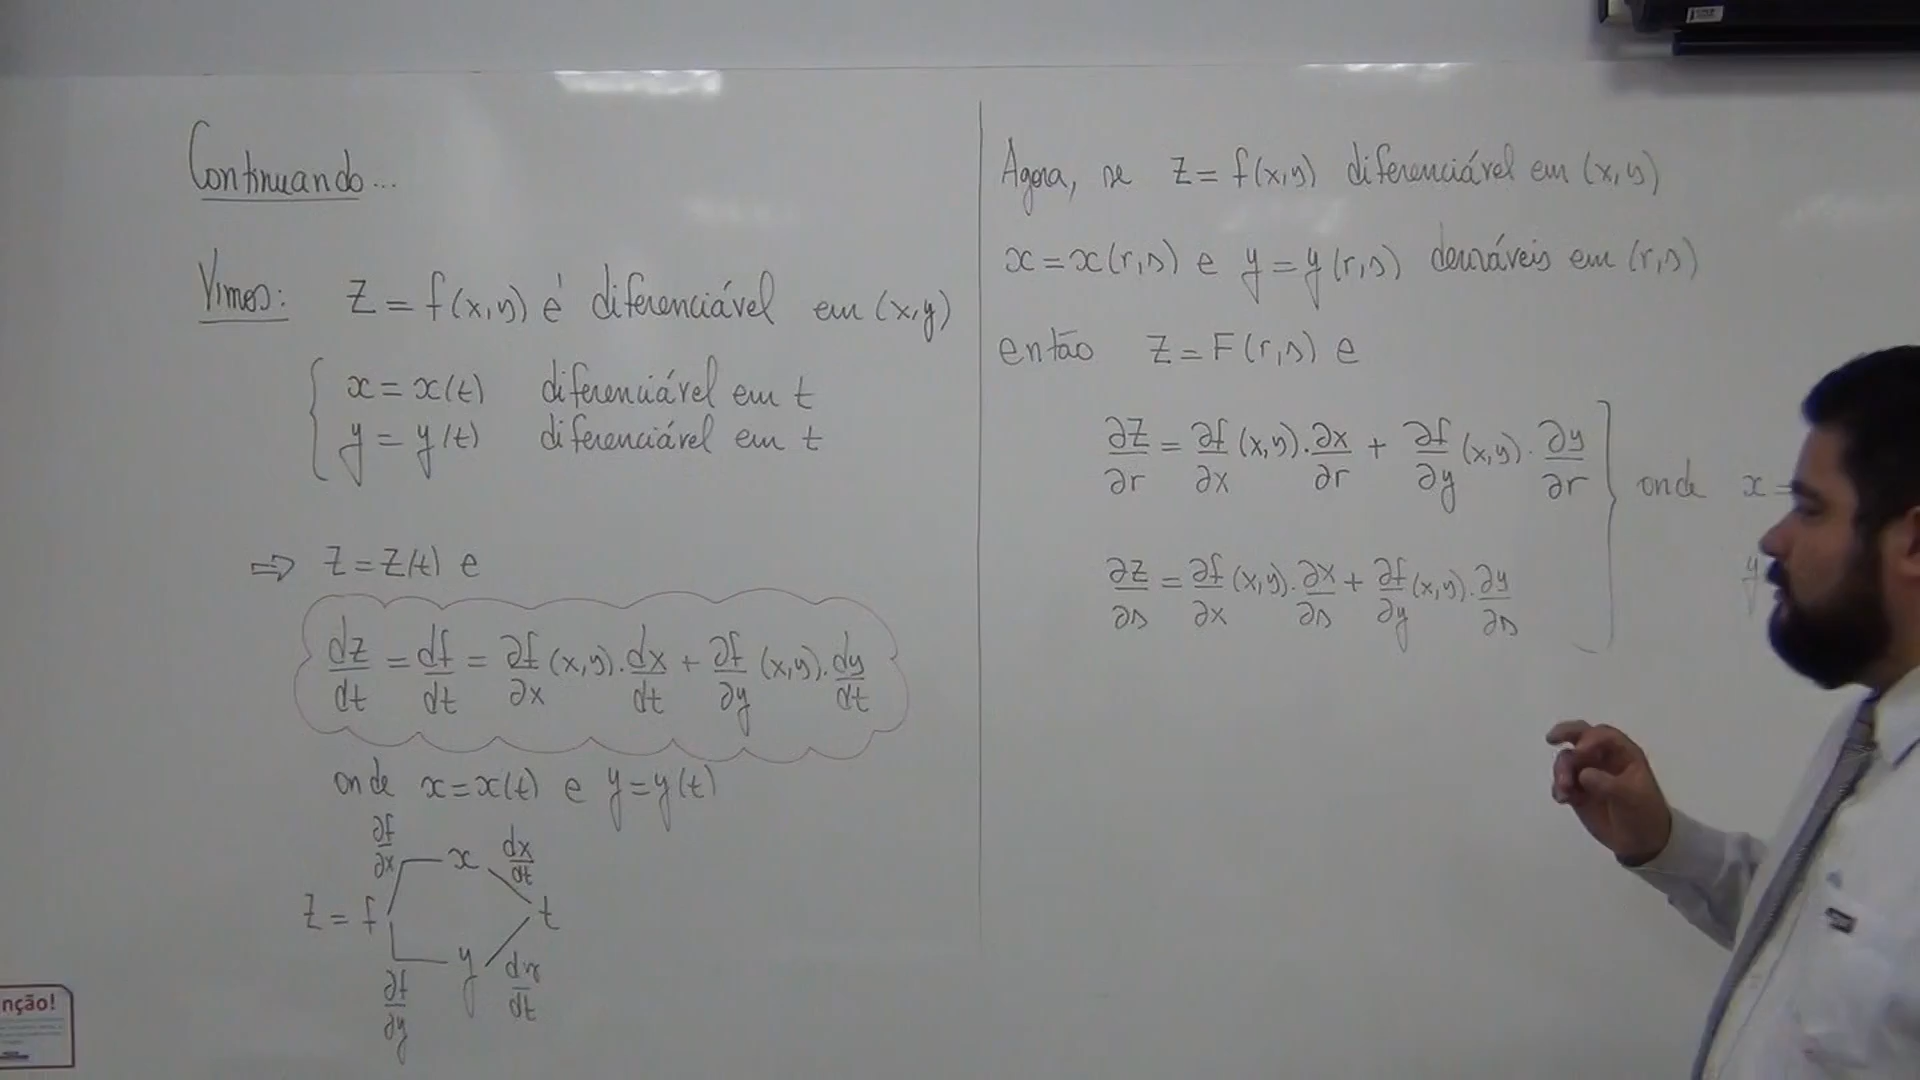 Continuando...
Vimos: Z = f(x,y) é diferenciável em (x,y)
x = x(t) diferenciável em t
y = y(t) diferenciável em t
⇒ Z = Z(t) e
dz/dt = df/dt = ∂f/∂x (x,y) . dx/dt + ∂f/∂y (x,y) . dy/dt
onde x = x(t) e y = y(t)
∂f/∂x x dx/dt
Z = f t
∂f/∂y y dy/dt
nção!
Agora, se Z = f(x,y) diferenciável em (x,y)
x = x(r,s) e y = y(r,s) deriváveis em (r,s)
então Z = F(r,s) e
∂Z/∂r = ∂f/∂x (x,y) . ∂x/∂r + ∂f/∂y (x,y) . ∂y/∂r
∂Z/∂s = ∂f/∂x (x,y) . ∂x/∂s + ∂f/∂y (x,y) . ∂y/∂s
onde x =
y